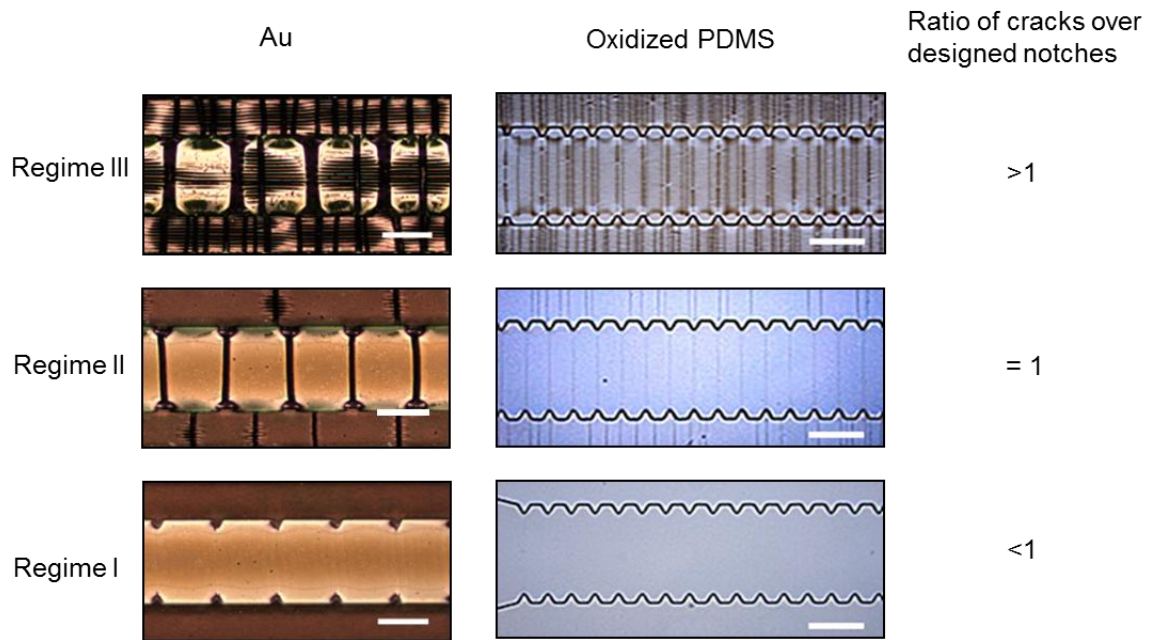 Au
Oxidized PDMS
Ratio of cracks over
designed notches
Regime III
>1
Regime II
= 1
Regime I
<1